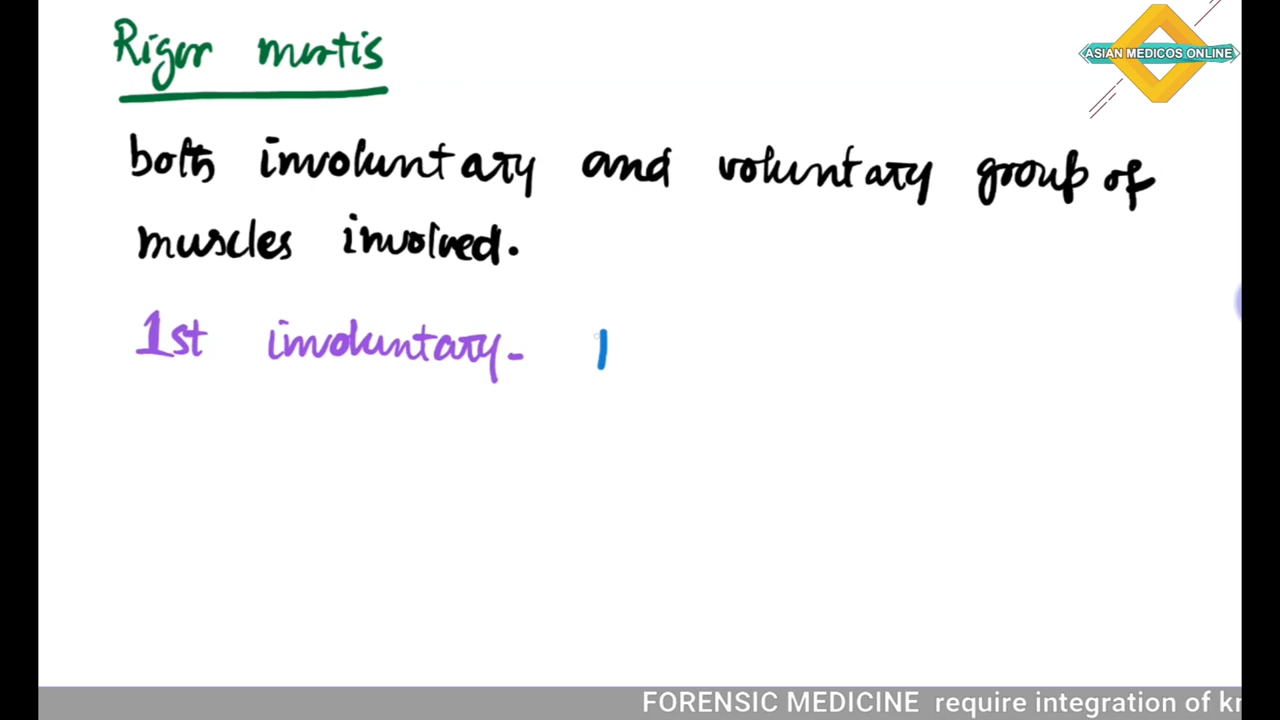 Rigor mortis
ASIAN MEDICOS ONLINE
both involuntary and voluntary group of
muscles involved.
1st involuntary-
FORENSIC MEDICINE require integration of kn